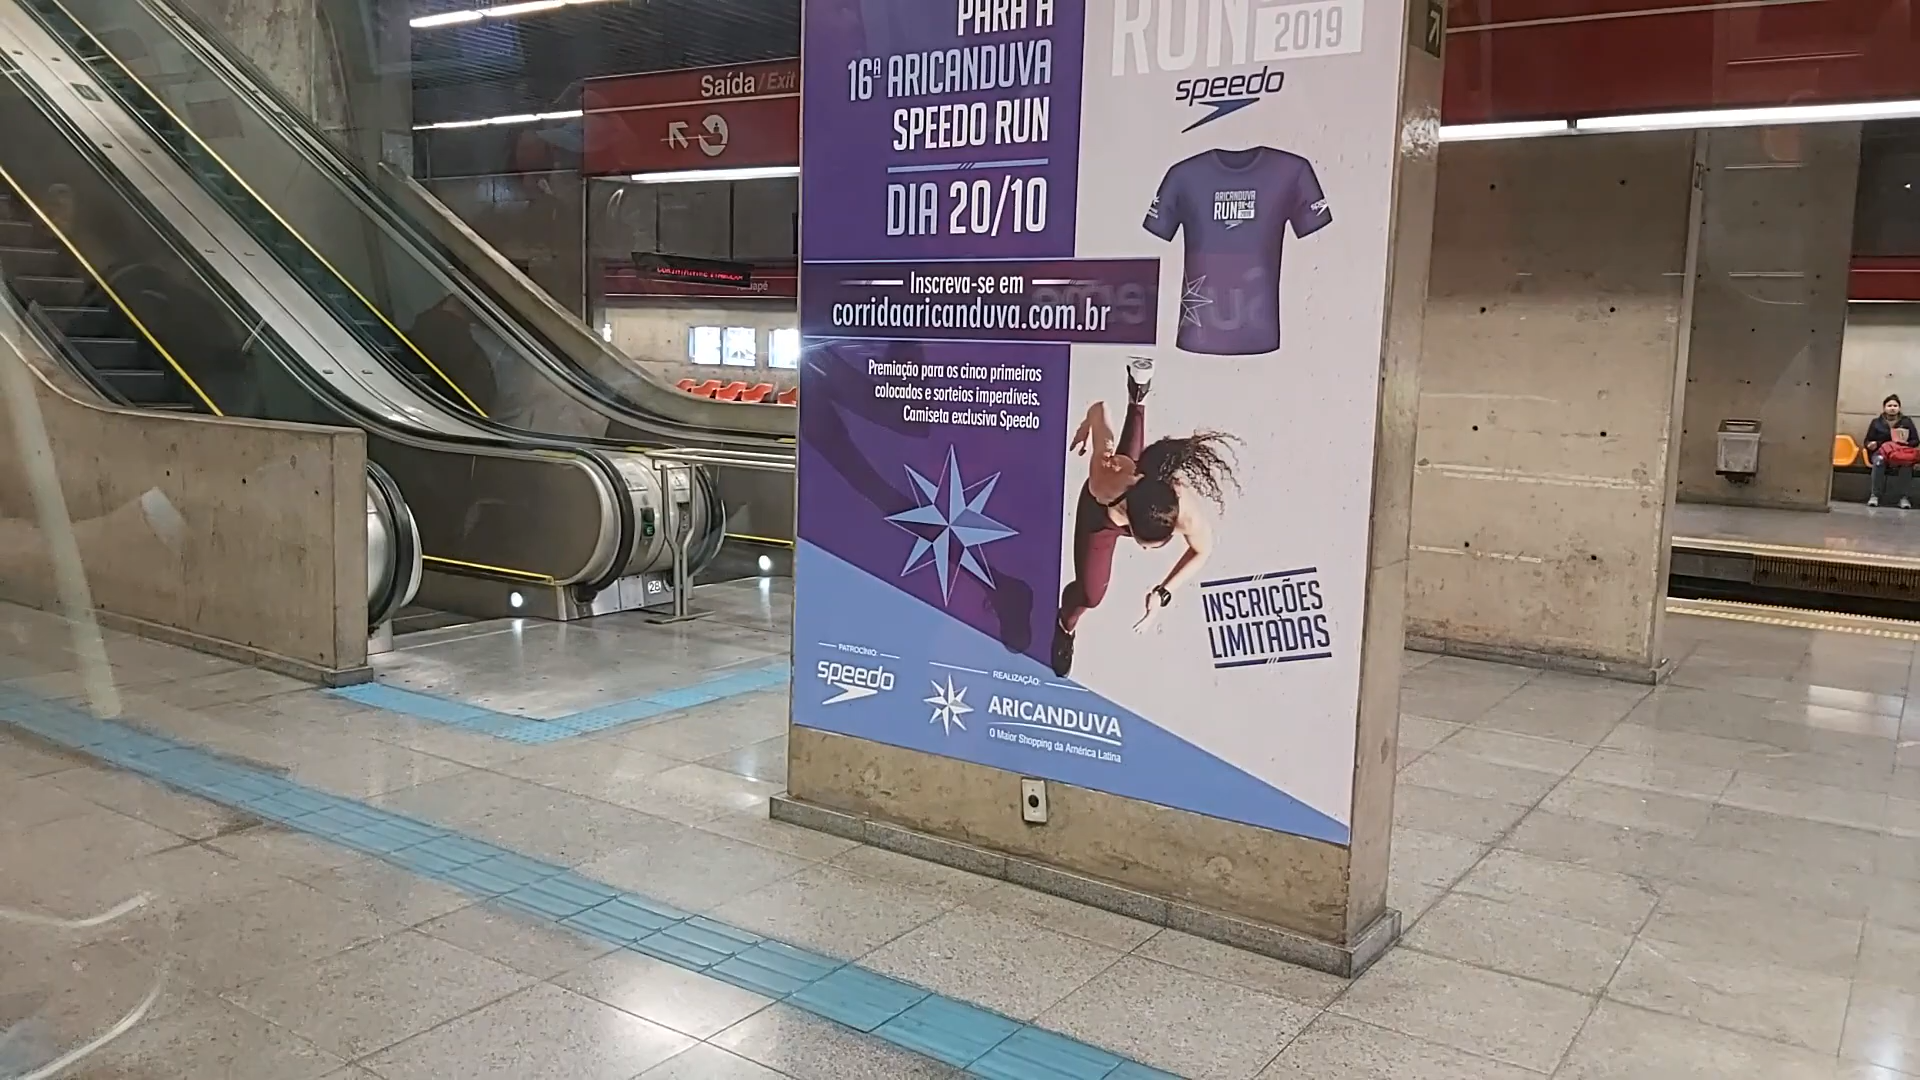 PARA A
16ª ARICANDUVA
SPEEDO RUN
DIA 20/10
Inscreva-se em
corridaaricanduva.com.br
Premiação para os cinco primeiros
colocados e sorteios imperdíveis.
Camiseta exclusiva Speedo
PATROCÍNIO:
speedo
REALIZAÇÃO:
ARICANDUVA
O Maior Shopping da América Latina
RUN
2019
speedo
ARICANDUVA
RUN
INSCRIÇÕES
LIMITADAS
Saída / Exit
28